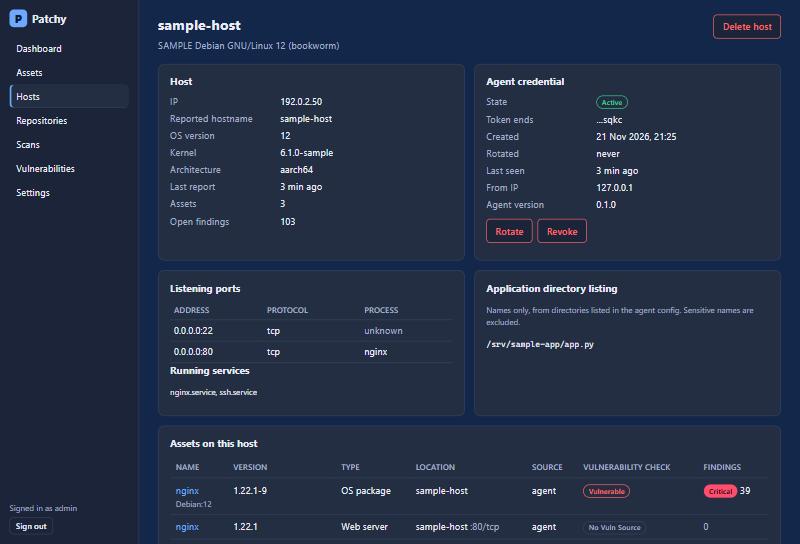 P Patchy
Dashboard
Assets
Hosts
Repositories
Scans
Vulnerabilities
Settings
Signed in as admin
Sign out
sample-host
SAMPLE Debian GNU/Linux 12 (bookworm)
Delete host
Host
IP 192.0.2.50
Reported hostname sample-host
OS version 12
Kernel 6.1.0-sample
Architecture aarch64
Last report 3 min ago
Assets 3
Open findings 103
Agent credential
State Active
Token ends ...sqkc
Created 21 Nov 2026, 21:25
Rotated never
Last seen 3 min ago
From IP 127.0.0.1
Agent version 0.1.0
Rotate Revoke
Listening ports
ADDRESS PROTOCOL PROCESS
0.0.0.0:22 tcp unknown
0.0.0.0:80 tcp nginx
Running services
nginx.service, ssh.service
Application directory listing
Names only, from directories listed in the agent config. Sensitive names are
excluded.
/srv/sample-app/app.py
Assets on this host
NAME VERSION TYPE LOCATION SOURCE VULNERABILITY CHECK FINDINGS
nginx 1.22.1-9 OS package sample-host agent Vulnerable Critical 39
Debian:12
nginx 1.22.1 Web server sample-host :80/tcp agent No Vuln Source 0